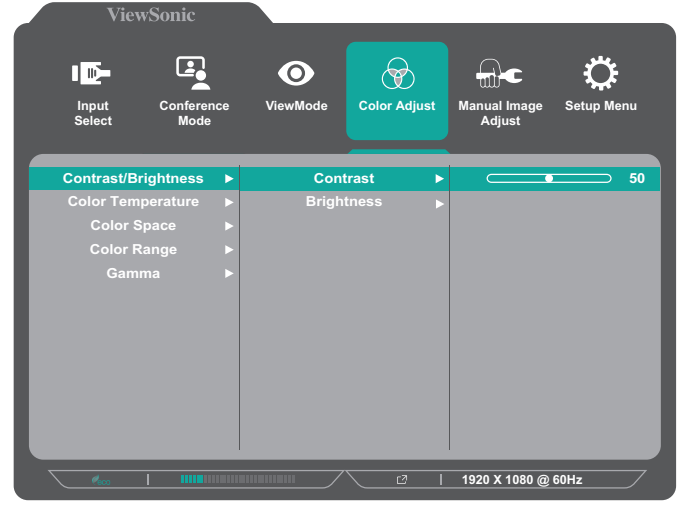 ViewSonic
Input Select
Conference Mode
ViewMode
Color Adjust
Manual Image Adjust
Setup Menu
Contrast/Brightness
Contrast
50
Color Temperature
Brightness
Color Space
Color Range
Gamma
eco
1920 X 1080 @ 60Hz